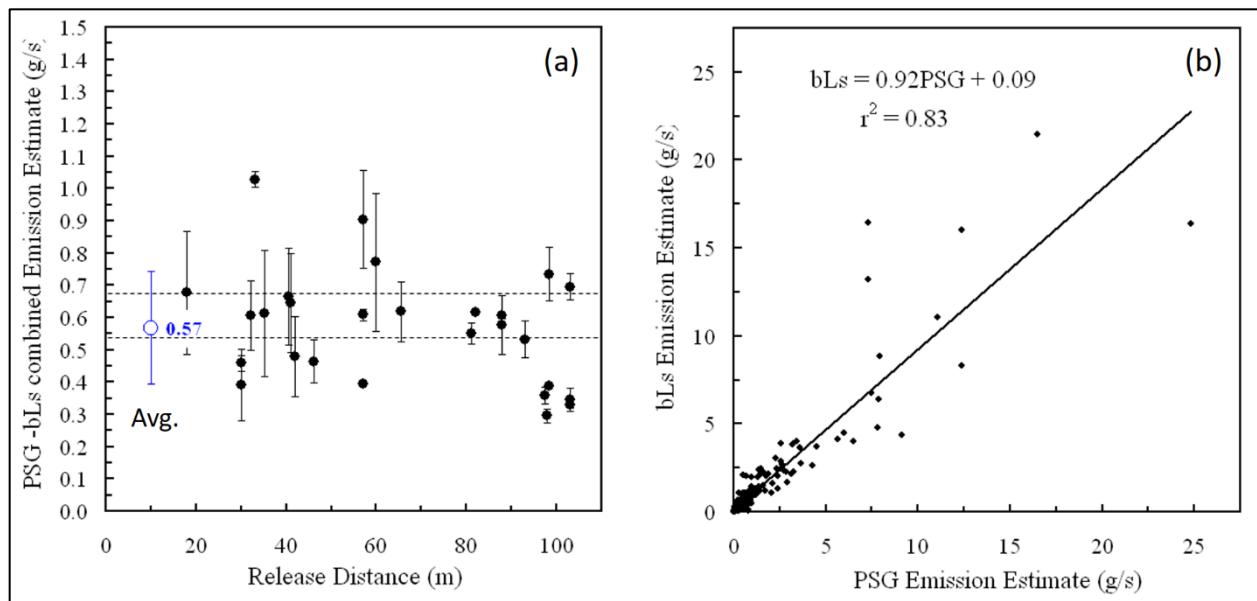 (a)
PSG -bLs combined Emission Estimate (g/s)
1.5
1.4
1.3
1.2
1.1
1.0
0.9
0.8
0.7
0.6
0.5
0.4
0.3
0.2
0.1
0.0
0.57
Avg.
0 20 40 60 80 100
Release Distance (m)
(b)
bLs = 0.92PSG + 0.09
r² = 0.83
bLs Emission Estimate (g/s)
25
20
15
10
5
0
0 5 10 15 20 25
PSG Emission Estimate (g/s)